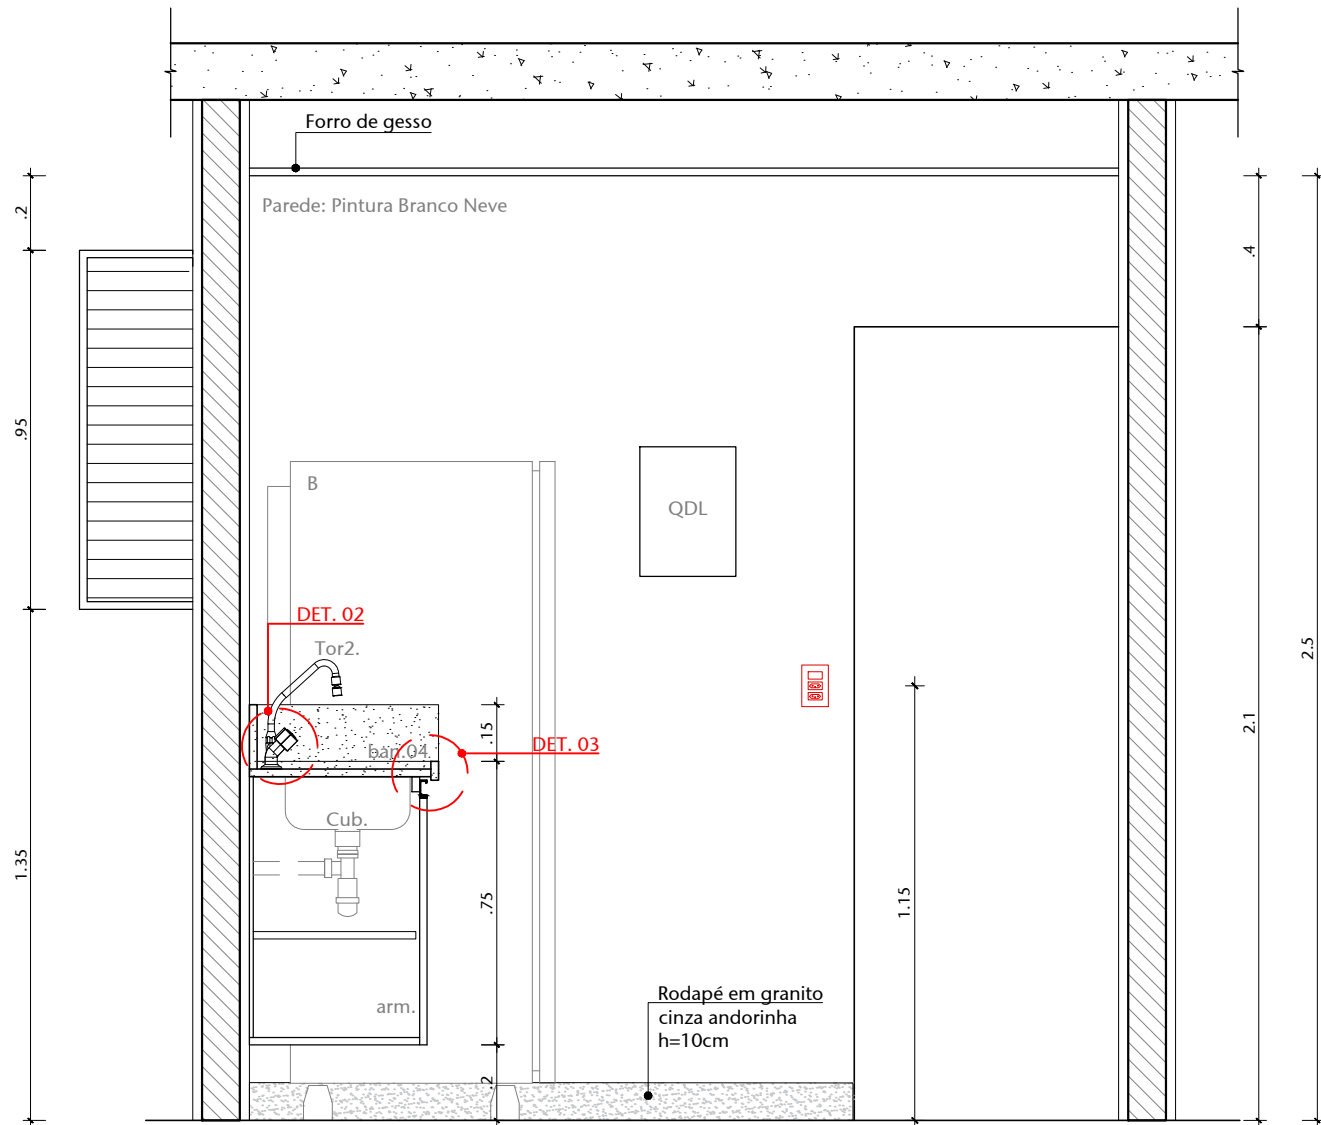 Forro de gesso
Parede: Pintura Branco Neve
.2
.4
.95
B
QDL
DET. 02
Tor2.
2.5
2.1
.15
ban.04
DET. 03
Cub.
1.35
.75
1.15
arm.
Rodapé em granito
cinza andorinha
h=10cm
.2